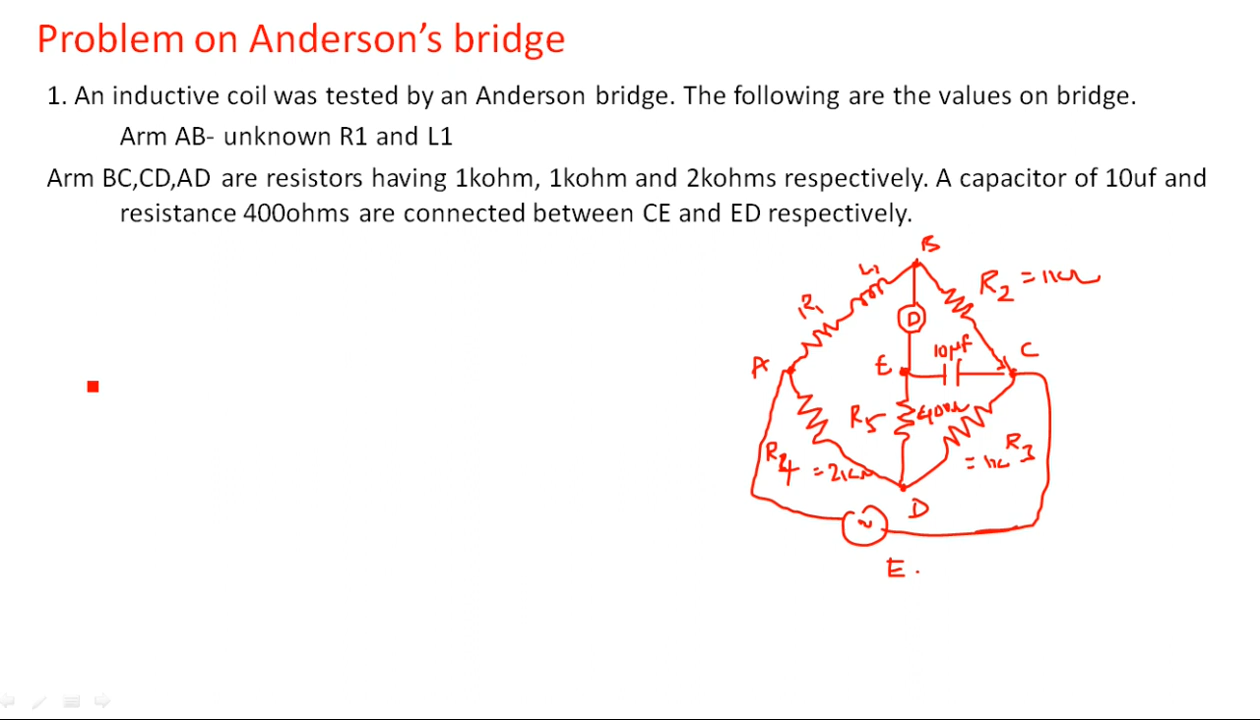 Problem on Anderson's bridge
1. An inductive coil was tested by an Anderson bridge. The following are the values on bridge.
Arm AB- unknown R1 and L1
Arm BC,CD,AD are resistors having 1kohm, 1kohm and 2kohms respectively. A capacitor of 10uf and
resistance 400ohms are connected between CE and ED respectively.
B
L1
R2 = 1kΩ
R1
D
10μf
C
A
E
R5
400Ω
R3
= 1k
R4 = 2kΩ
D
~
E.